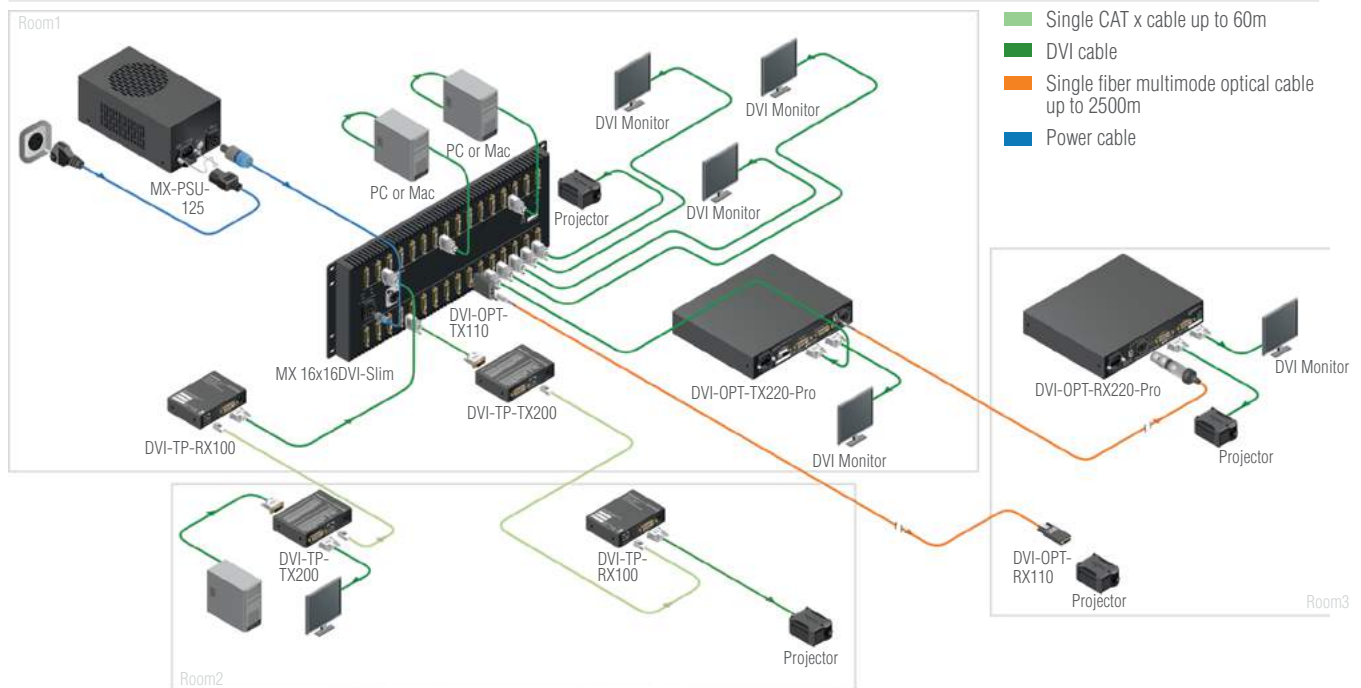 Room1
Single CAT x cable up to 60m
DVI cable
Single fiber multimode optical cable
up to 2500m
Power cable
MX-PSU-
125
PC or Mac
PC or Mac
DVI Monitor
DVI Monitor
DVI Monitor
Projector
DVI-OPT-
TX110
MX 16x16DVI-Slim
DVI-TP-TX200
DVI-TP-RX100
DVI-OPT-TX220-Pro
DVI Monitor
DVI-OPT-RX220-Pro
DVI Monitor
Projector
DVI-TP-
TX200
DVI-TP-
RX100
Projector
Room2
DVI-OPT-
RX110
Projector
Room3